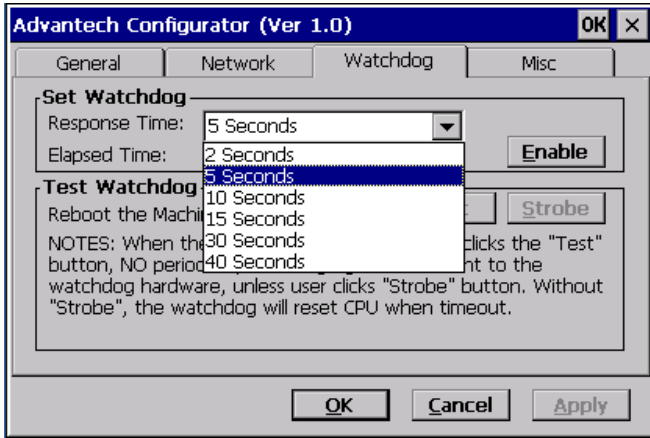 Advantech Configurator (Ver 1.0) OK ×
General Network Watchdog Misc
Set Watchdog
Response Time: 5 Seconds
Elapsed Time:
2 Seconds
5 Seconds
10 Seconds
15 Seconds
30 Seconds
40 Seconds
Enable
Test Watchdog
Reboot the Machi
Strobe
NOTES: When the clicks the "Test"
button, NO period nt to the
watchdog hardware, unless user clicks "Strobe" button. Without
"Strobe", the watchdog will reset CPU when timeout.
OK Cancel Apply